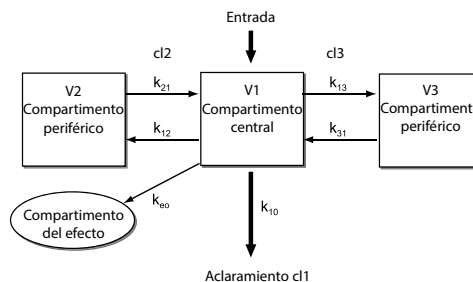 Entrada
cl2
cl3
V2
Compartimento
periférico
k21
k12
V1
Compartimento
central
k13
k31
V3
Compartimento
periférico
keo
Compartimento
del efecto
k10
Aclaramiento cl1